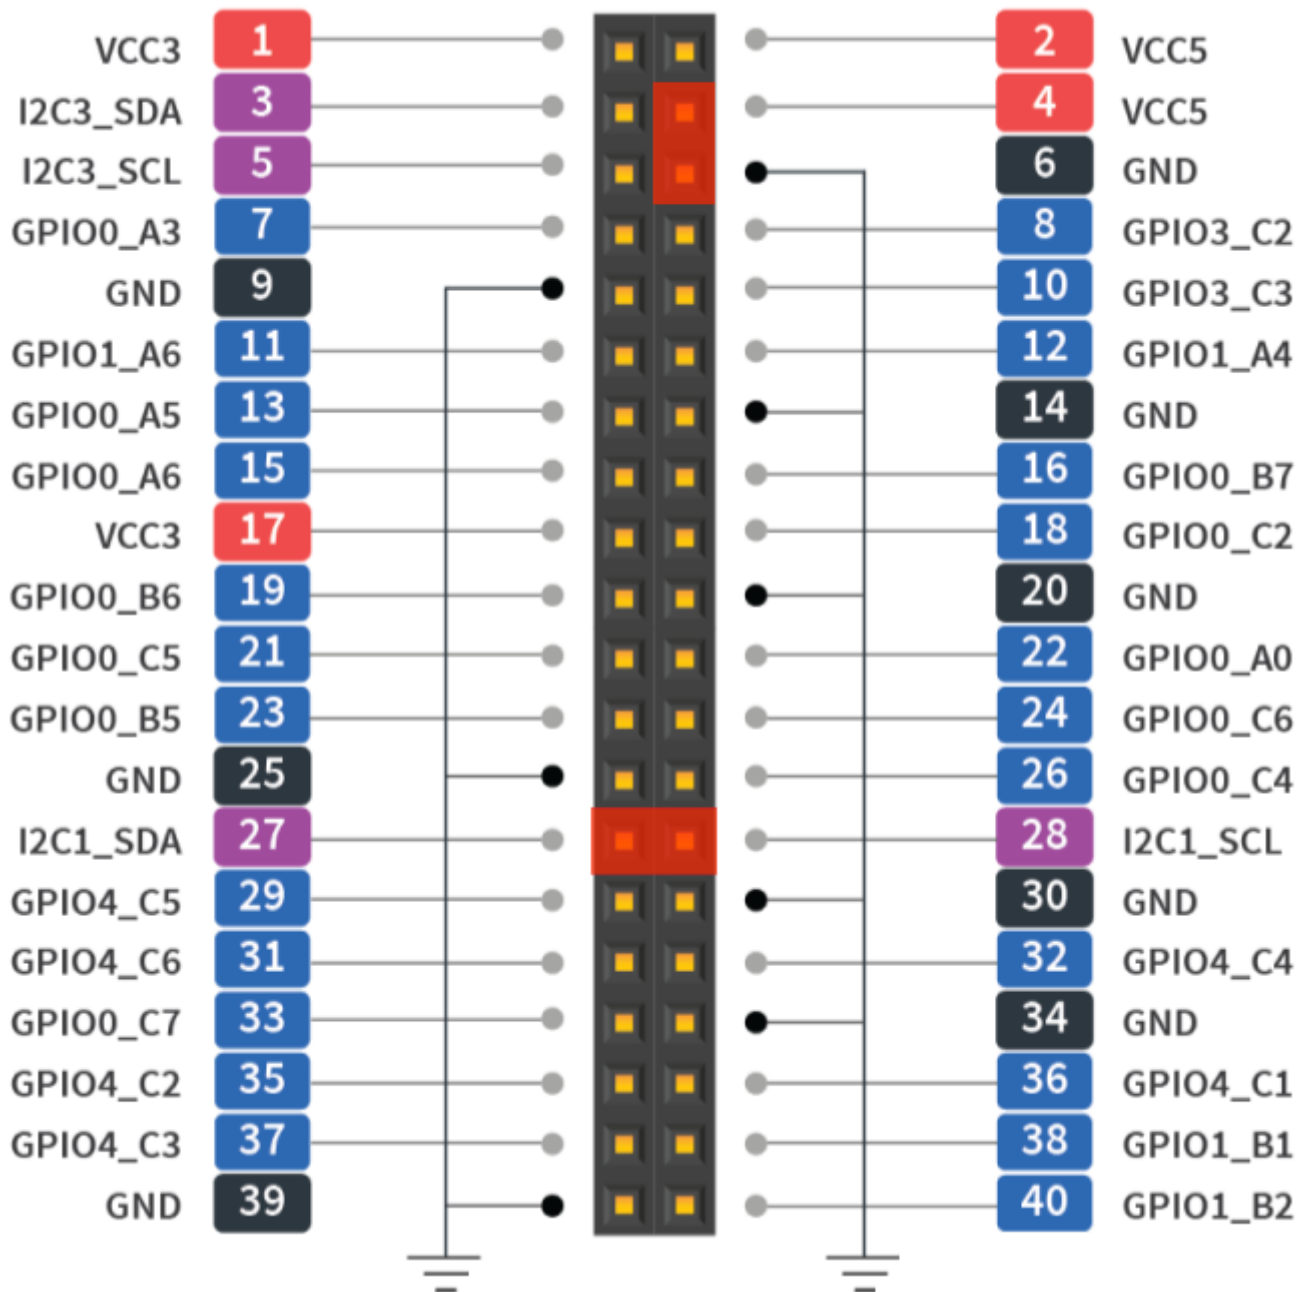 VCC3 1 2 VCC5
I2C3_SDA 3 4 VCC5
I2C3_SCL 5 6 GND
GPIO0_A3 7 8 GPIO3_C2
GND 9 10 GPIO3_C3
GPIO1_A6 11 12 GPIO1_A4
GPIO0_A5 13 14 GND
GPIO0_A6 15 16 GPIO0_B7
VCC3 17 18 GPIO0_C2
GPIO0_B6 19 20 GND
GPIO0_C5 21 22 GPIO0_A0
GPIO0_B5 23 24 GPIO0_C6
GND 25 26 GPIO0_C4
I2C1_SDA 27 28 I2C1_SCL
GPIO4_C5 29 30 GND
GPIO4_C6 31 32 GPIO4_C4
GPIO0_C7 33 34 GND
GPIO4_C2 35 36 GPIO4_C1
GPIO4_C3 37 38 GPIO1_B1
GND 39 40 GPIO1_B2